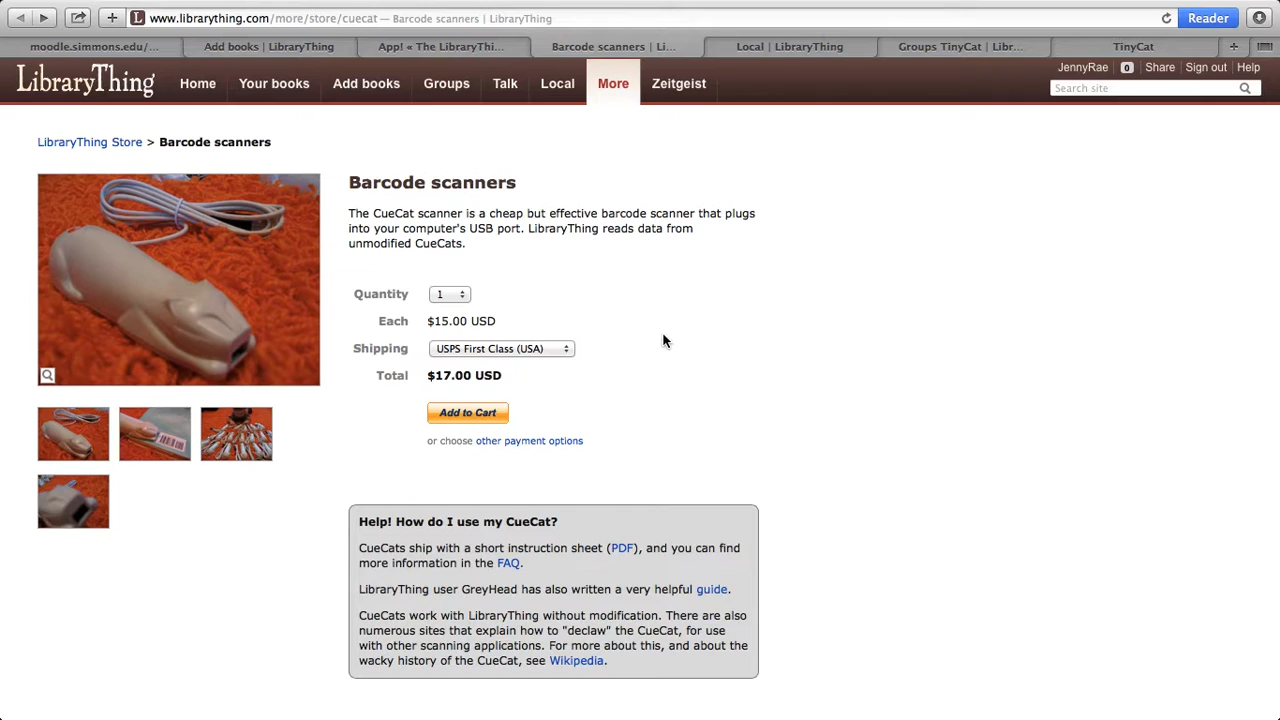 www.librarything.com/more/store/cuecat — Barcode scanners | LibraryThing
Reader
moodle.simmons.edu/...
Add books | LibraryThing
App! « The LibraryThi...
Barcode scanners | Li...
Local | LibraryThing
Groups TinyCat | Libr...
TinyCat
LibraryThing
Home
Your books
Add books
Groups
Talk
Local
More
Zeitgeist
JennyRae
0
Share
Sign out
Help
Search site
LibraryThing Store > Barcode scanners
Barcode scanners
The CueCat scanner is a cheap but effective barcode scanner that plugs
into your computer's USB port. LibraryThing reads data from
unmodified CueCats.
Quantity 1
Each $15.00 USD
Shipping USPS First Class (USA)
Total $17.00 USD
Add to Cart
or choose other payment options
Help! How do I use my CueCat?
CueCats ship with a short instruction sheet (PDF), and you can find
more information in the FAQ.
LibraryThing user GreyHead has also written a very helpful guide.
CueCats work with LibraryThing without modification. There are also
numerous sites that explain how to "declaw" the CueCat, for use
with other scanning applications. For more about this, and about the
wacky history of the CueCat, see Wikipedia.